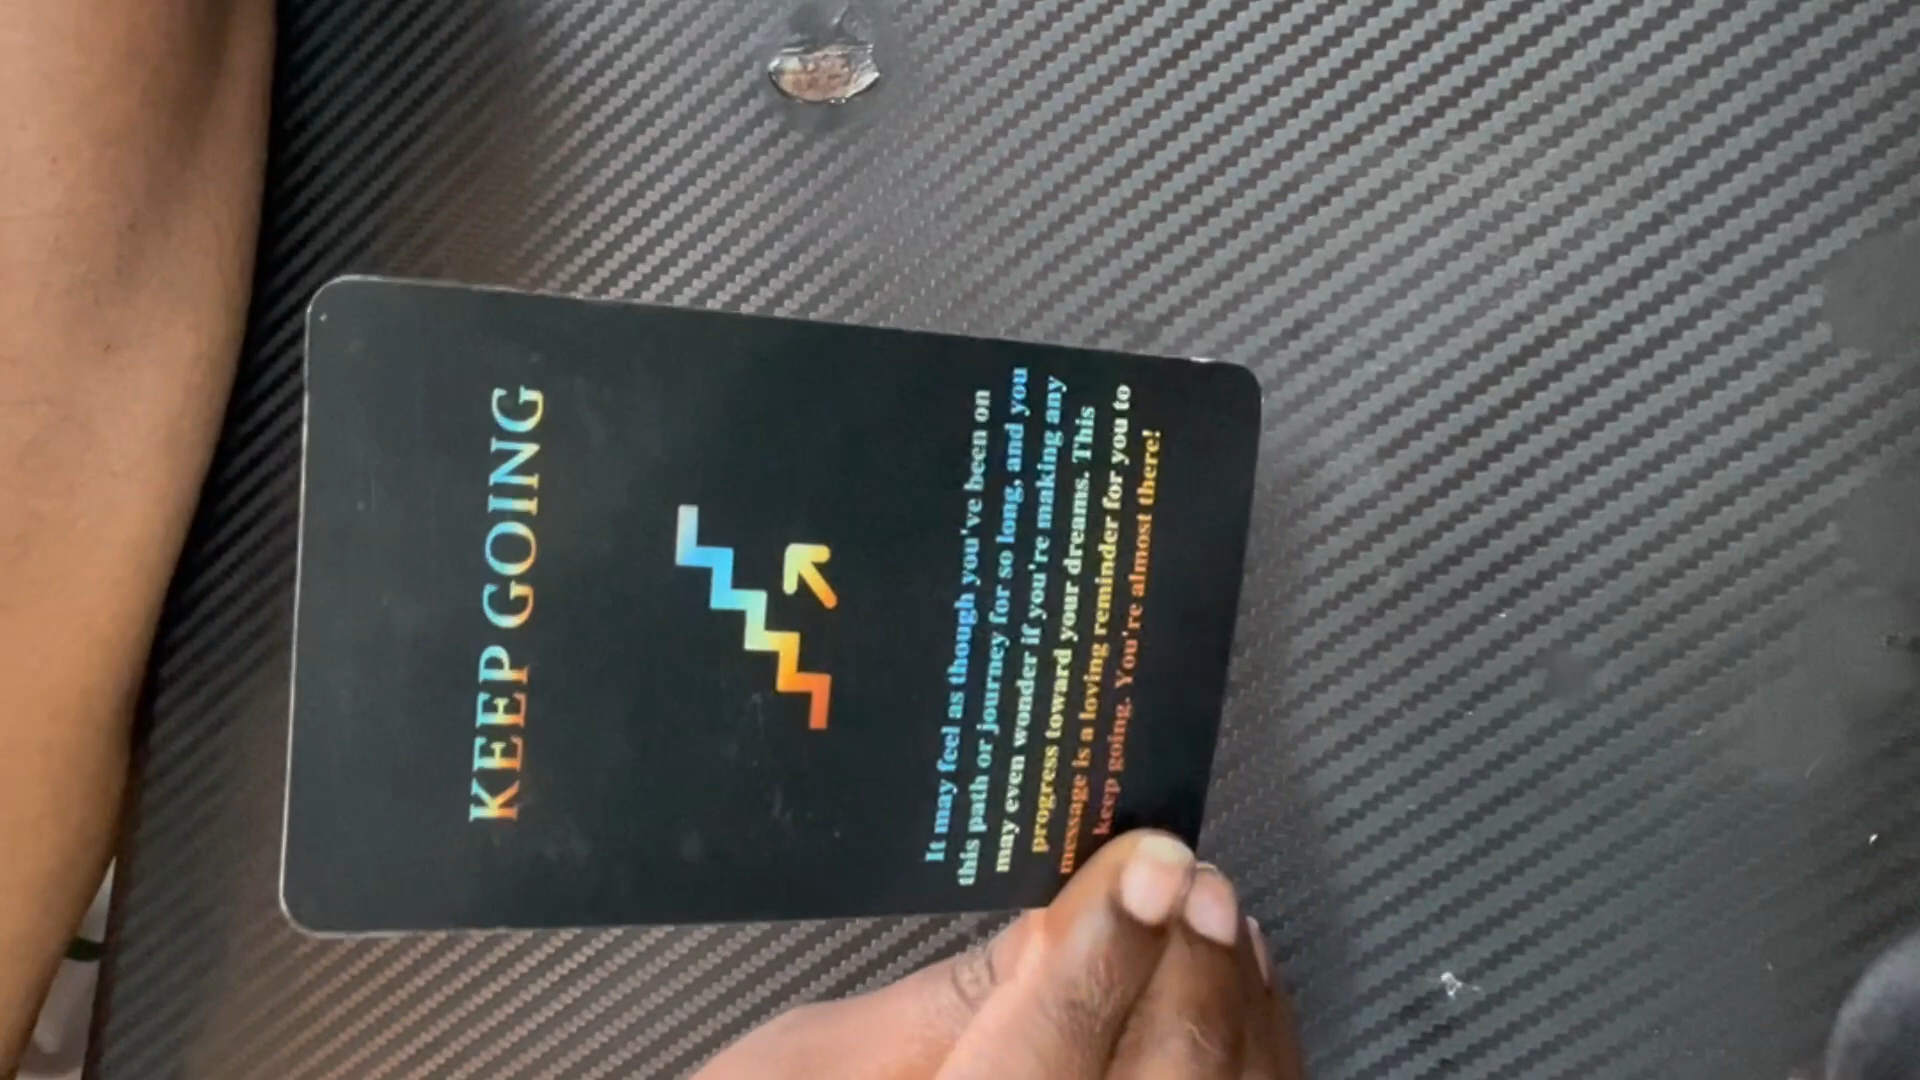 KEEP GOING
It may feel as though you've been on
this path or journey for so long, and you
may even wonder if you're making any
progress toward your dreams. This
message is a loving reminder for you to
keep going. You're almost there!